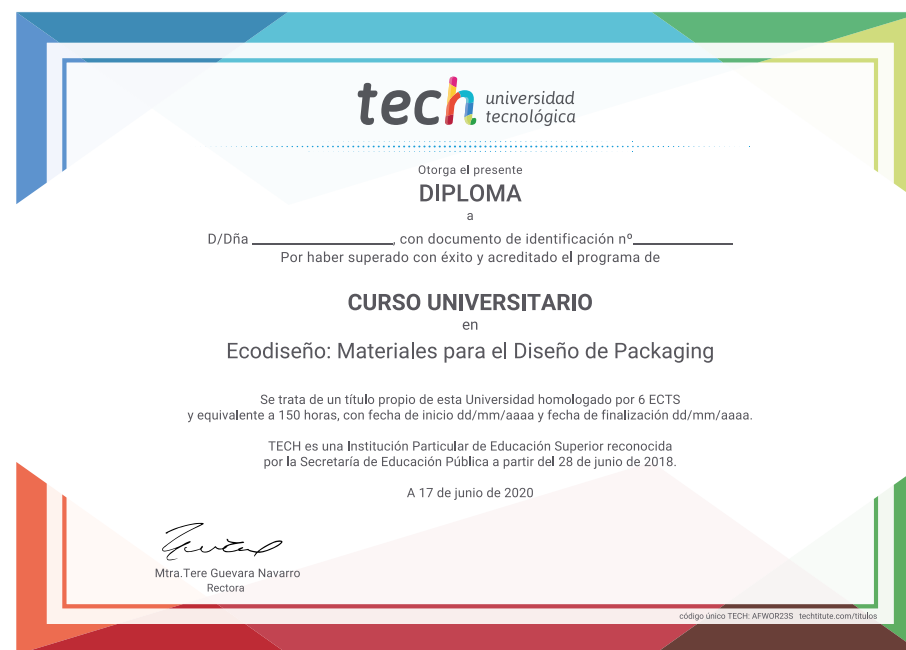 tech universidad
tecnológica
Otorga el presente
DIPLOMA
a
D/Dña ____________________, con documento de identificación nº______________
Por haber superado con éxito y acreditado el programa de
CURSO UNIVERSITARIO
en
Ecodiseño: Materiales para el Diseño de Packaging
Se trata de un título propio de esta Universidad homologado por 6 ECTS
y equivalente a 150 horas, con fecha de inicio dd/mm/aaaa y fecha de finalización dd/mm/aaaa.
TECH es una Institución Particular de Educación Superior reconocida
por la Secretaría de Educación Pública a partir del 28 de junio de 2018.
A 17 de junio de 2020
Mtra.Tere Guevara Navarro
Rectora
código único TECH: AFWOR23S techtitute.com/titulos